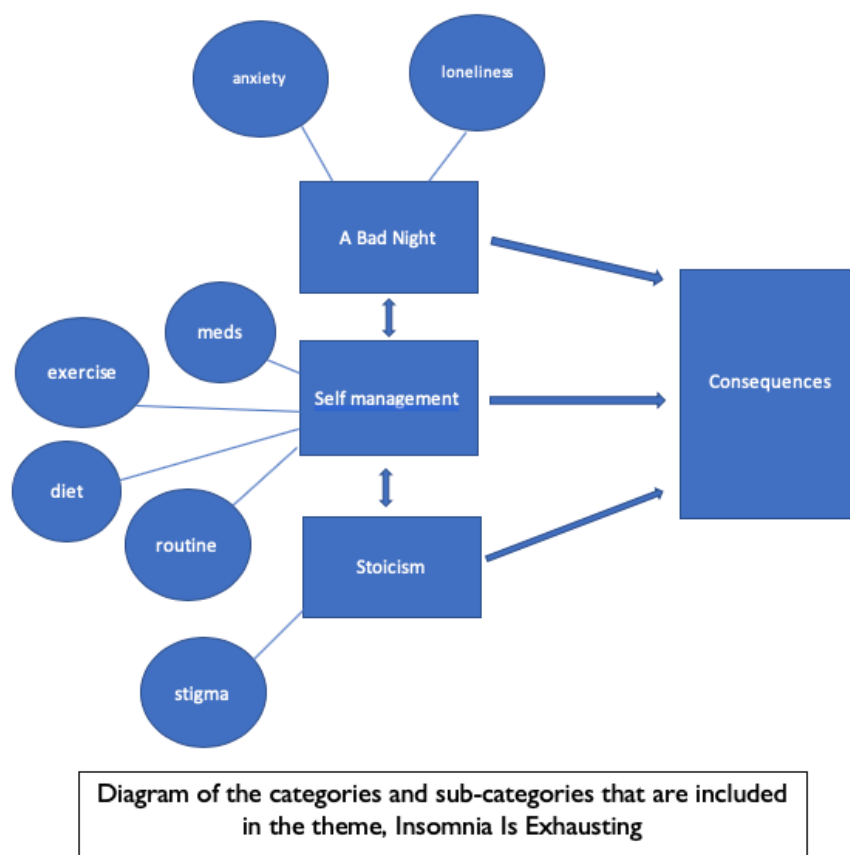 anxiety
loneliness
A Bad Night
meds
exercise
Self management
Consequences
diet
routine
Stoicism
stigma
Diagram of the categories and sub-categories that are included
in the theme, Insomnia Is Exhausting